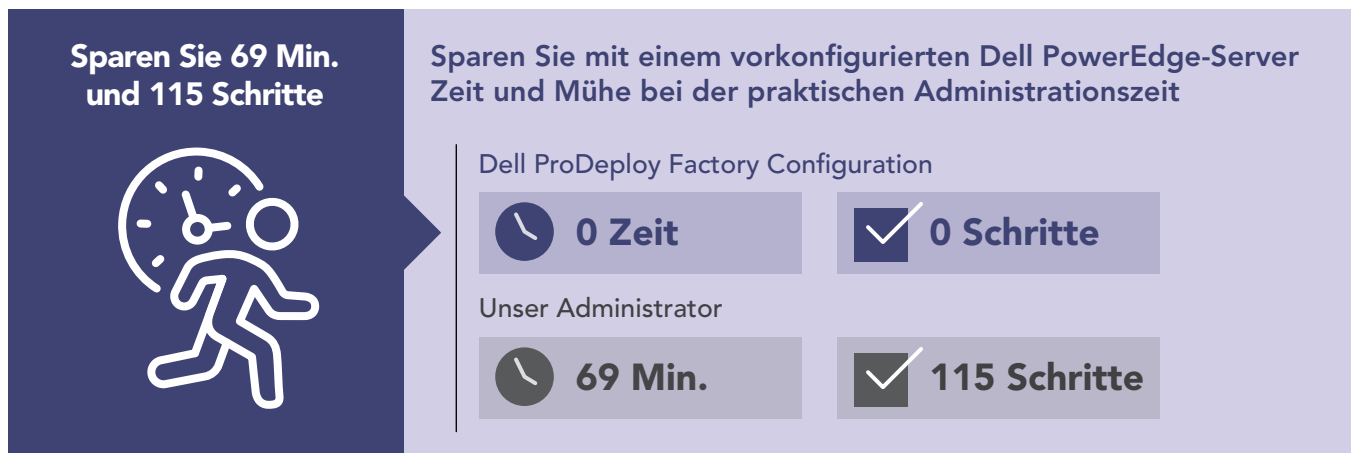 Sparen Sie 69 Min.
und 115 Schritte
Sparen Sie mit einem vorkonfigurierten Dell PowerEdge-Server
Zeit und Mühe bei der praktischen Administrationszeit
Dell ProDeploy Factory Configuration
0 Zeit
0 Schritte
Unser Administrator
69 Min.
115 Schritte